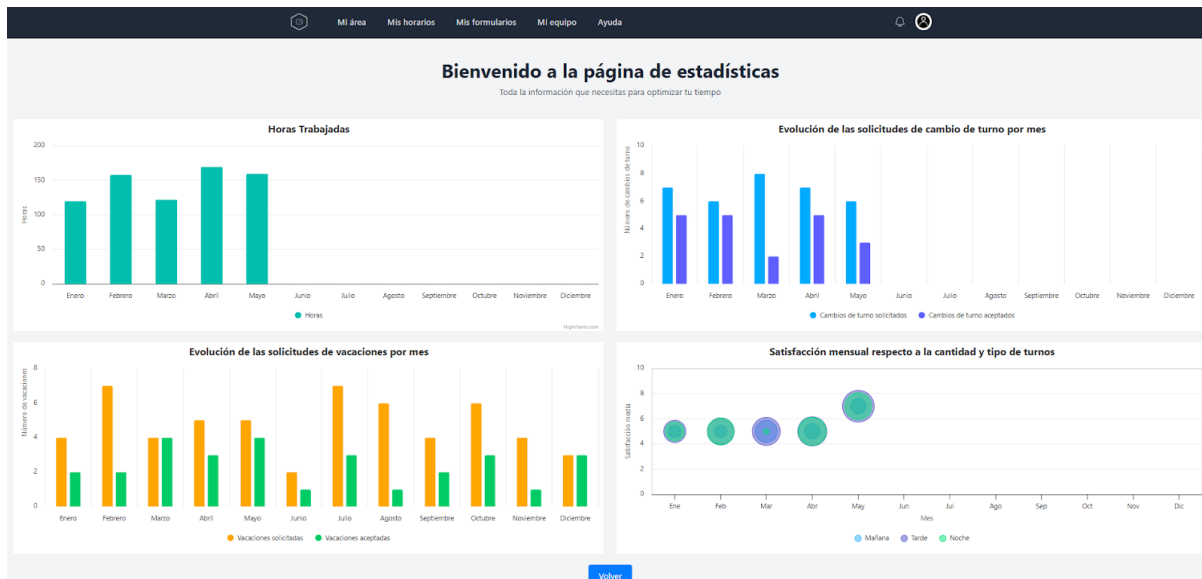 Mi área Mis horarios Mis formularios Mi equipo Ayuda
Bienvenido a la página de estadísticas
Toda la información que necesitas para optimizar tu tiempo
Horas Trabajadas
200
150
100
50
0
Horas
Enero Febrero Marzo Abril Mayo Junio Julio Agosto Septiembre Octubre Noviembre Diciembre
Horas
Highcharts.com
Evolución de las solicitudes de cambio de turno por mes
10
8
6
4
2
0
Número de cambios de turno
Enero Febrero Marzo Abril Mayo Junio Julio Agosto Septiembre Octubre Noviembre Diciembre
Cambios de turno solicitados Cambios de turno aceptados
Evolución de las solicitudes de vacaciones por mes
8
6
4
2
0
Número de vacaciones
Enero Febrero Marzo Abril Mayo Junio Julio Agosto Septiembre Octubre Noviembre Diciembre
Vacaciones solicitadas Vacaciones aceptadas
Satisfacción mensual respecto a la cantidad y tipo de turnos
10
8
6
4
2
0
Satisfacción media
Ene Feb Mar Abr May Jun Jul Ago Sep Oct Nov Dic
Mes
Mañana Tarde Noche
Volver